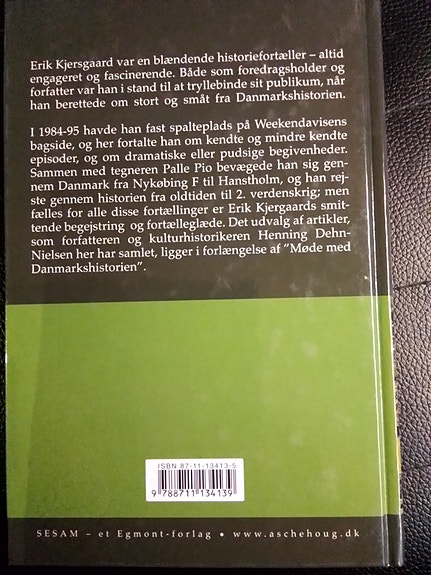 Erik Kjersgaard var en blændende historiefortæller – altid
engageret og fascinerende. Både som foredragsholder og
forfatter var han i stand til at tryllebinde sit publikum, når
han berettede om stort og småt fra Danmarkshistorien.
I 1984-95 havde han fast spalteplads på Weekendavisens
bagside, og her fortalte han om kendte og mindre kendte
episoder, og om dramatiske eller pudsige begivenheder.
Sammen med tegneren Palle Pio bevægede han sig gen-
nem Danmark fra Nykøbing F til Hanstholm, og han rej-
ste gennem historien fra oldtiden til 2. verdenskrig; men
fælles for alle disse fortællinger er Erik Kjergaards smit-
tende begejstring og fortælleglæde. Det udvalg af artikler,
som forfatteren og kulturhistorikeren Henning Dehn-
Nielsen her har samlet, ligger i forlængelse af ”Møde med
Danmarkshistorien”.
ISBN 87-11-13413-5
9 788711 134139
SESAM – et Egmont-forlag • www.aschehoug.dk